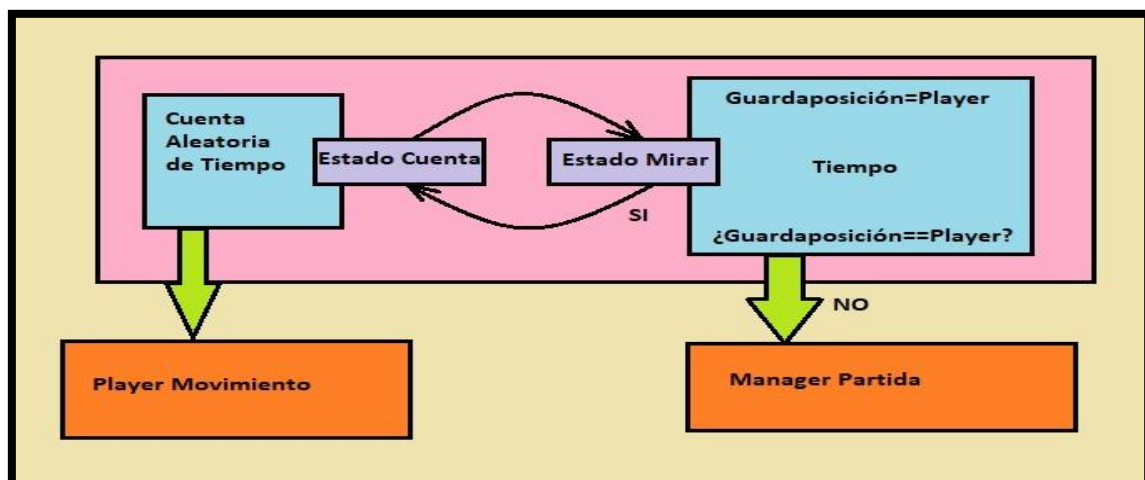 Cuenta
Aleatoria
de Tiempo
Estado Cuenta
Estado Mirar
SI
Guardaposición=Player
Tiempo
¿Guardaposición==Player?
NO
Player Movimiento
Manager Partida